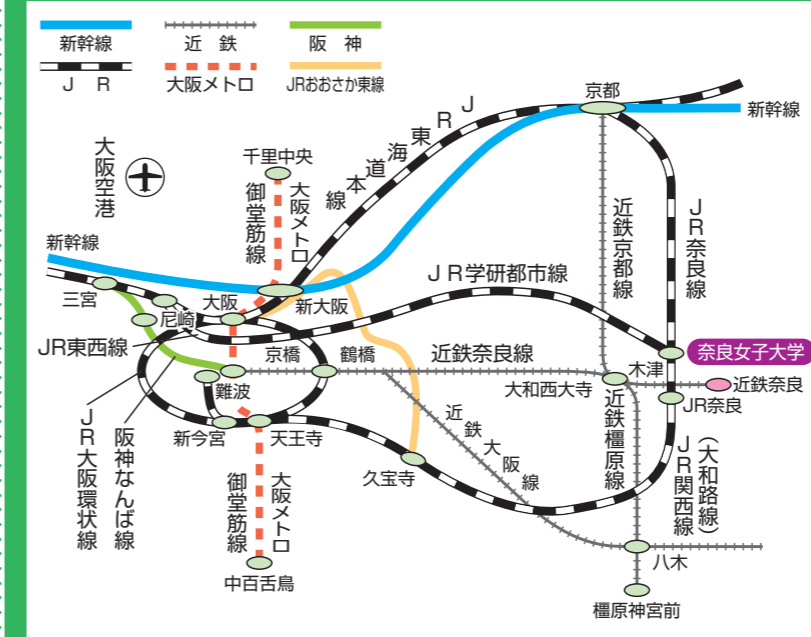 新幹線
近鉄
阪神
JR
大阪メトロ
JRおおさか東線
京都
新幹線
JR東海道本線
大阪空港
千里中央
御堂筋線
大阪メトロ
近鉄京都線
JR奈良線
新幹線
三宮
尼崎
大阪
新大阪
JR学研都市線
JR東西線
京橋
鶴橋
近鉄奈良線
木津
奈良女子大学
大和西大寺
近鉄奈良
JR奈良
難波
新今宮
天王寺
久宝寺
近鉄大阪線
近鉄橿原線
JR関西線
(大和路線)
JR大阪環状線
阪神なんば線
御堂筋線
大阪メトロ
中百舌鳥
八木
橿原神宮前